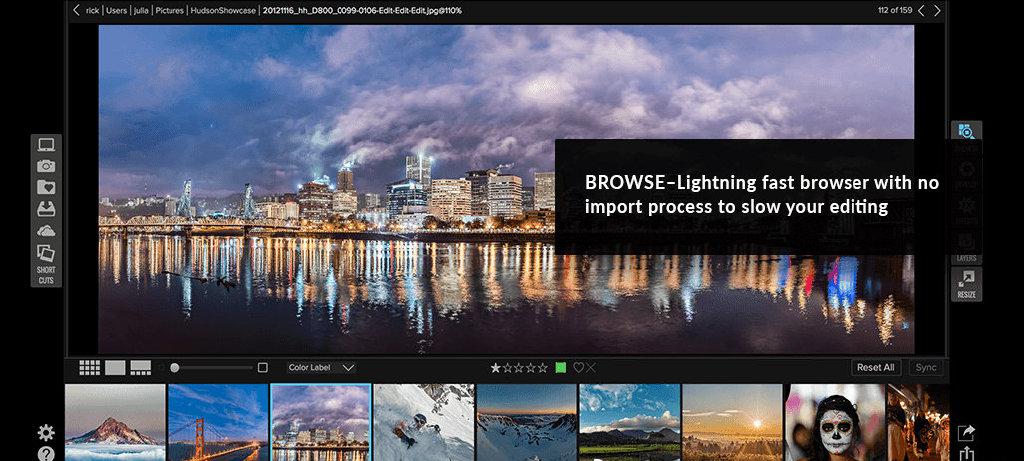 rick | Users | julia | Pictures | HudsonShowcase | 20121116_hh_D800_0099-0106-Edit-Edit-Edit.jpg@110%
112 of 159
BROWSE–Lightning fast browser with no
import process to slow your editing
SHORT
CUTS
LAYERS
RESIZE
Color Label
Reset All
Sync